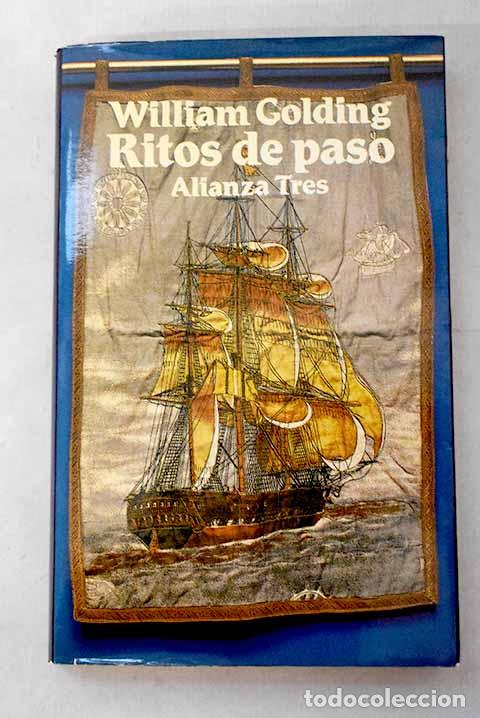 William Golding
Ritos de paso
Alianza Tres
todocoleccion